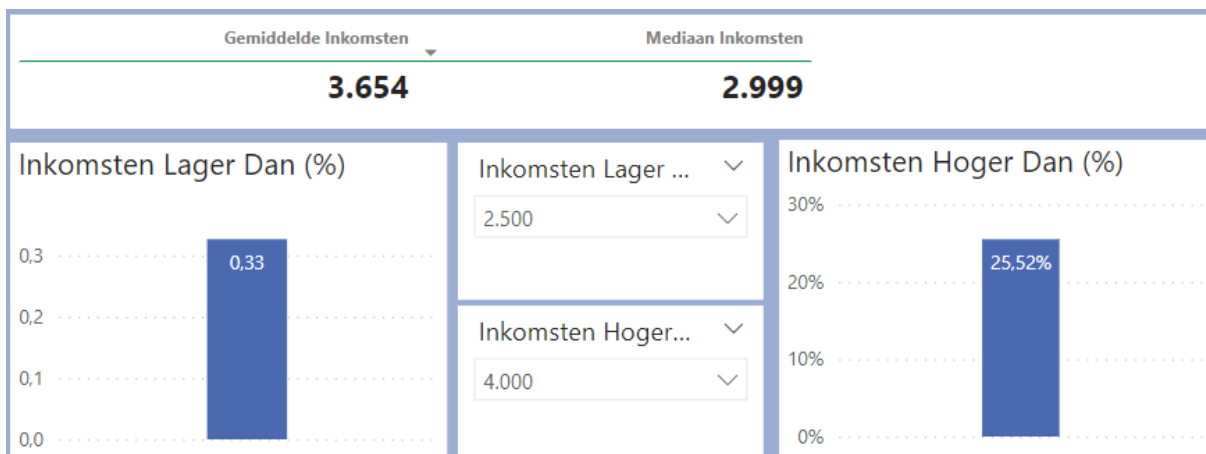 Gemiddelde Inkomsten Mediaan Inkomsten
3.654 2.999
Inkomsten Lager Dan (%)
0,3
0,33
0,2
0,1
0,0
Inkomsten Lager ...
2.500
Inkomsten Hoger...
4.000
Inkomsten Hoger Dan (%)
30%
25,52%
20%
10%
0%